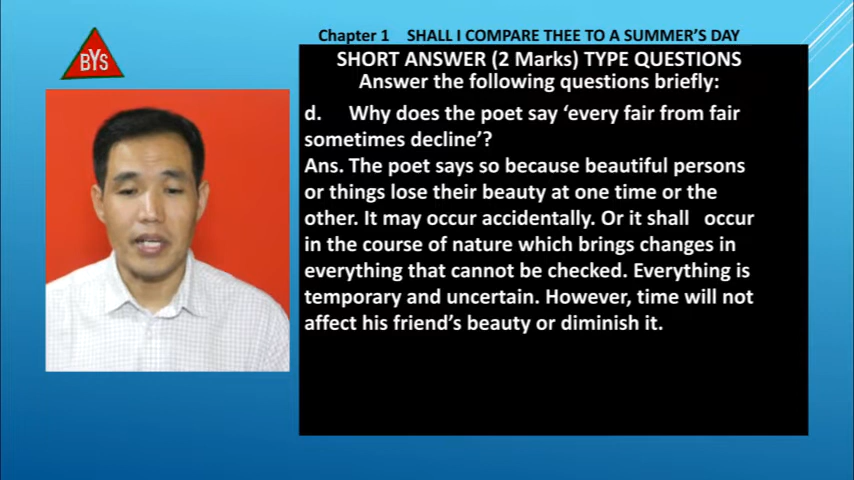 BYS
Chapter 1 SHALL I COMPARE THEE TO A SUMMER'S DAY
SHORT ANSWER (2 Marks) TYPE QUESTIONS
Answer the following questions briefly:
d. Why does the poet say ‘every fair from fair
sometimes decline’?
Ans. The poet says so because beautiful persons
or things lose their beauty at one time or the
other. It may occur accidentally. Or it shall occur
in the course of nature which brings changes in
everything that cannot be checked. Everything is
temporary and uncertain. However, time will not
affect his friend’s beauty or diminish it.